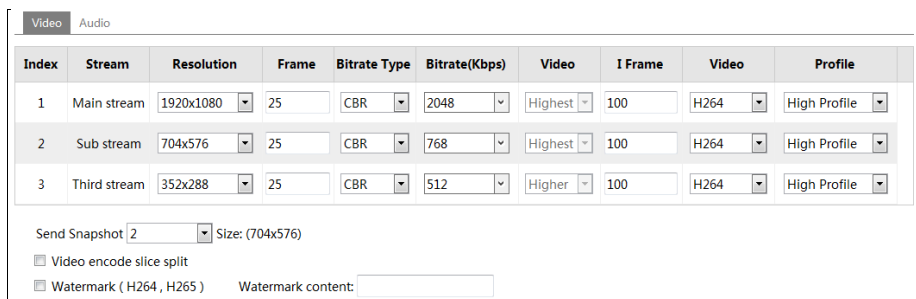 Video Audio
Index Stream Resolution Frame Bitrate Type Bitrate(Kbps) Video I Frame Video Profile
1 Main stream 1920x1080 25 CBR 2048 Highest 100 H264 High Profile
2 Sub stream 704x576 25 CBR 768 Highest 100 H264 High Profile
3 Third stream 352x288 25 CBR 512 Higher 100 H264 High Profile
Send Snapshot 2 Size: (704x576)
Video encode slice split
Watermark ( H264 , H265 ) Watermark content: